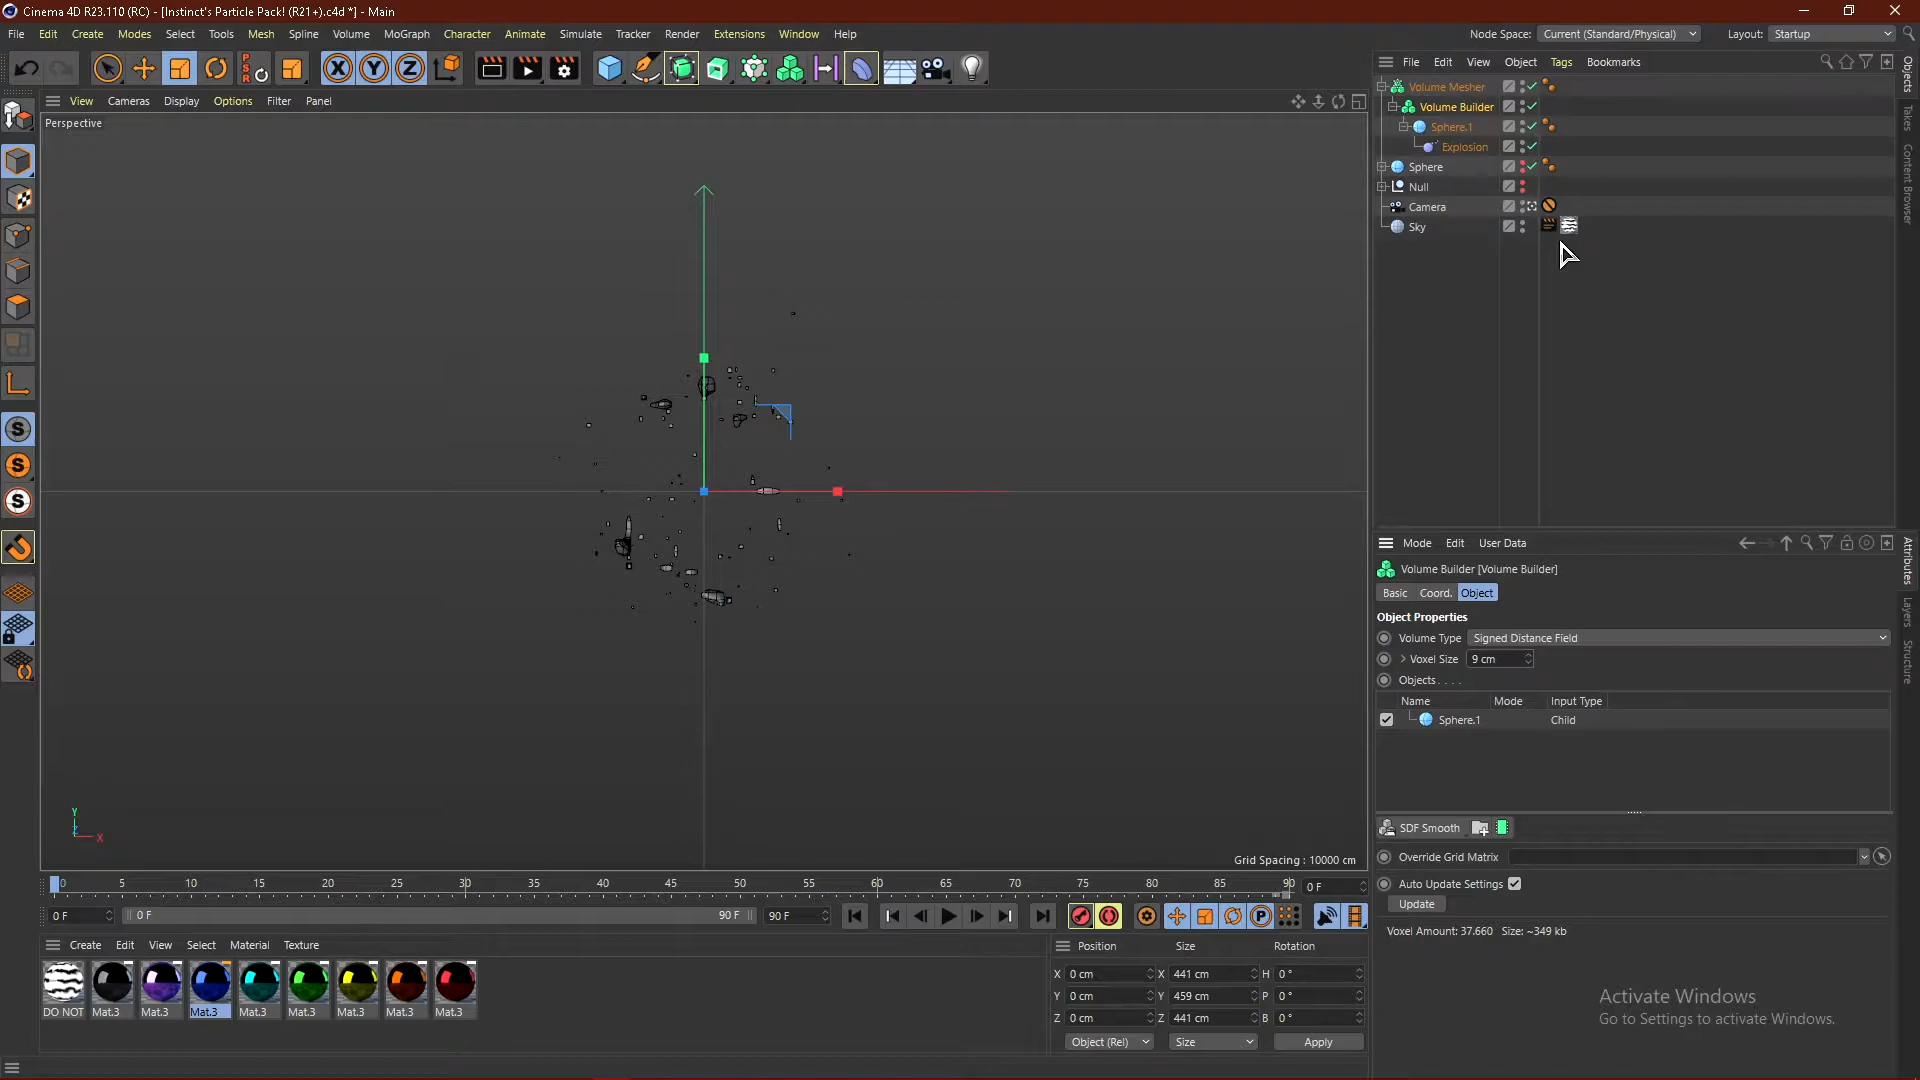 Cinema 4D R23.110 (RC) - [Instinct's Particle Pack! (R21+).c4d *] - Main
File Edit Create Modes Select Tools Mesh Spline Volume MoGraph Character Animate Simulate Tracker Render Extensions Window Help Node Space: Current (Standard/Physical) Layout: Startup
PSR
File Edit View Object Tags Bookmarks
View Cameras Display Options Filter Panel
Perspective
Volume Mesher
Volume Builder
Sphere.1
Explosion
Sphere
Null
Camera
Sky
Objects
Takes
Content Browser
Mode Edit User Data
Volume Builder [Volume Builder]
Basic Coord. Object
Object Properties
Volume Type Signed Distance Field
Voxel Size 9 cm
Objects . . . .
Name Mode Input Type
Sphere.1 Child
SDF Smooth
Override Grid Matrix
Auto Update Settings
Update
Voxel Amount: 37.660 Size: ~349 kb
Attributes
Layers
Structure
Y
Z X
Grid Spacing : 10000 cm
0 5 10 15 20 25 30 35 40 45 50 55 60 65 70 75 80 85 90 0 F
0 F 0 F 90 F 90 F
Create Edit View Select Material Texture
DO NOT Mat.3 Mat.3 Mat.3 Mat.3 Mat.3 Mat.3 Mat.3 Mat.3
Position Size Rotation
X 0 cm X 441 cm H 0 °
Y 0 cm Y 459 cm P 0 °
Z 0 cm Z 441 cm B 0 °
Object (Rel) Size Apply
Activate Windows
Go to Settings to activate Windows.